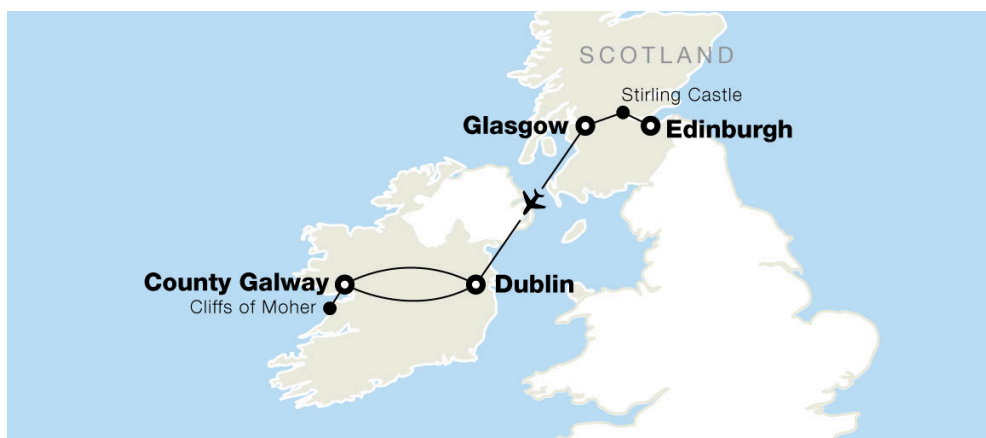 SCOTLAND
Stirling Castle
Glasgow
Edinburgh
County Galway
Dublin
Cliffs of Moher